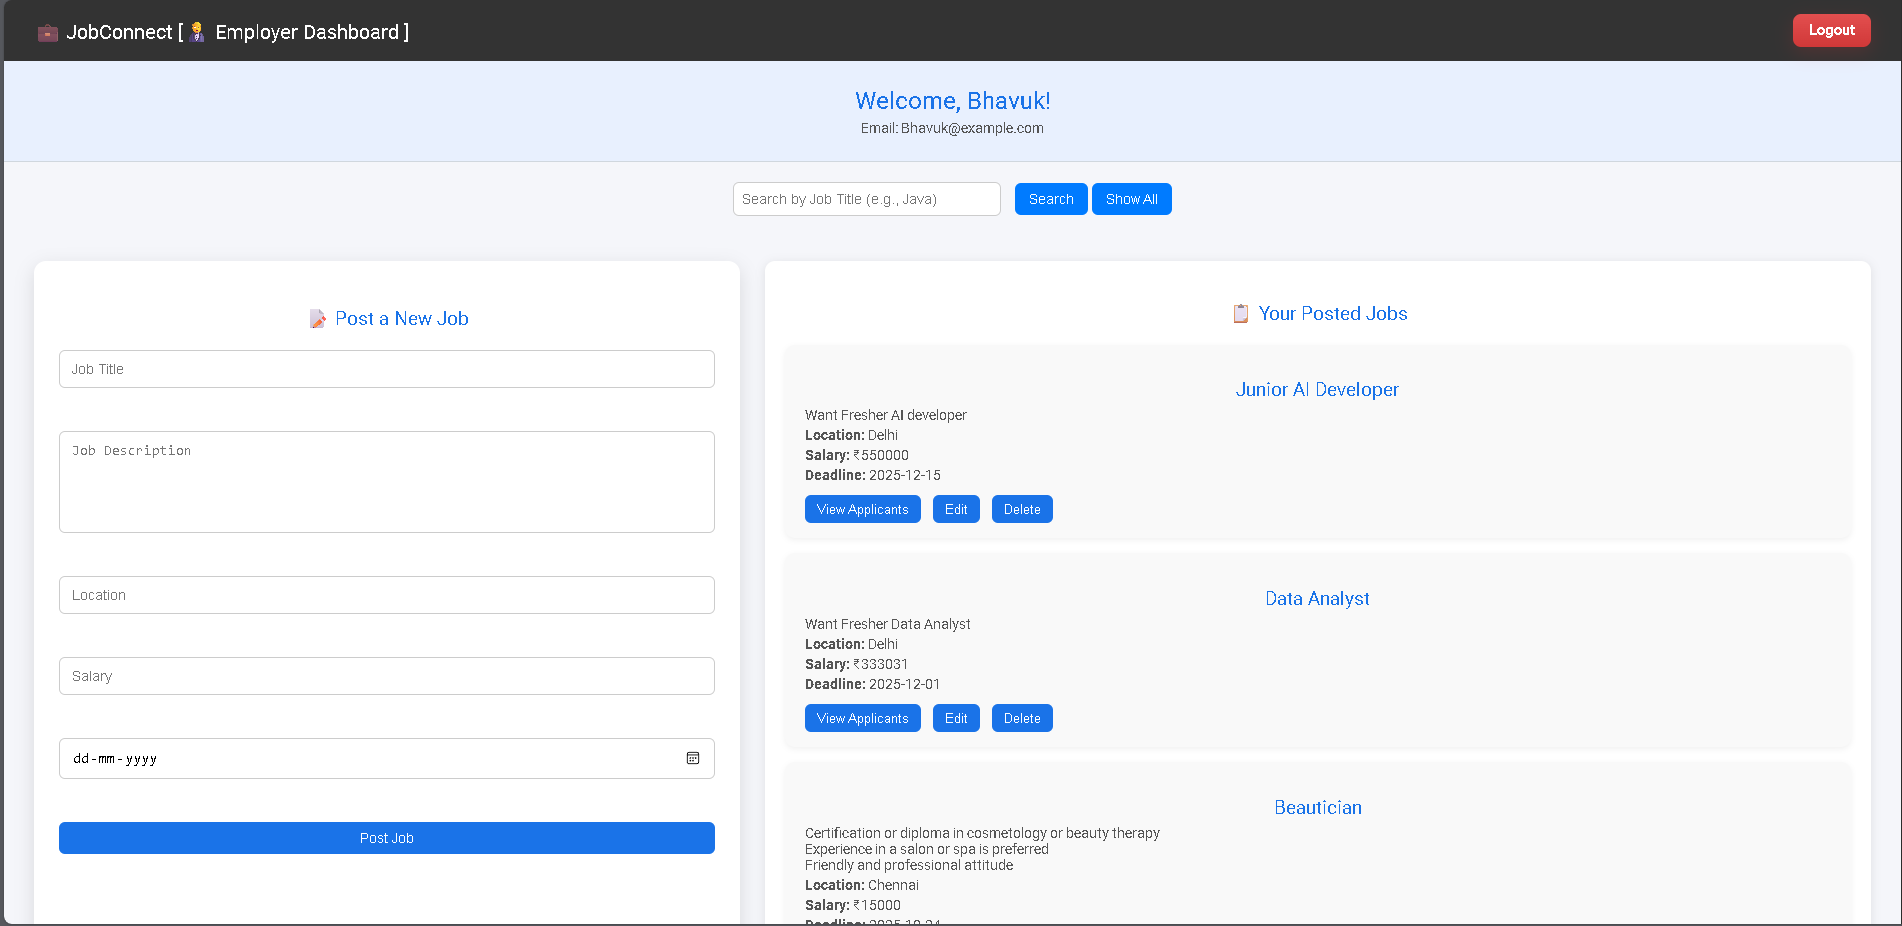 JobConnect [ Employer Dashboard ]
Logout
Welcome, Bhavuk!
Email: Bhavuk@example.com
Search by Job Title (e.g., Java)
Search
Show All
Post a New Job
Job Title
Job Description
Location
Salary
dd-mm-yyyy
Post Job
Your Posted Jobs
Junior AI Developer
Want Fresher AI developer
Location: Delhi
Salary: ₹550000
Deadline: 2025-12-15
View Applicants
Edit
Delete
Data Analyst
Want Fresher Data Analyst
Location: Delhi
Salary: ₹333031
Deadline: 2025-12-01
View Applicants
Edit
Delete
Beautician
Certification or diploma in cosmetology or beauty therapy
Experience in a salon or spa is preferred
Friendly and professional attitude
Location: Chennai
Salary: ₹15000
Deadline: